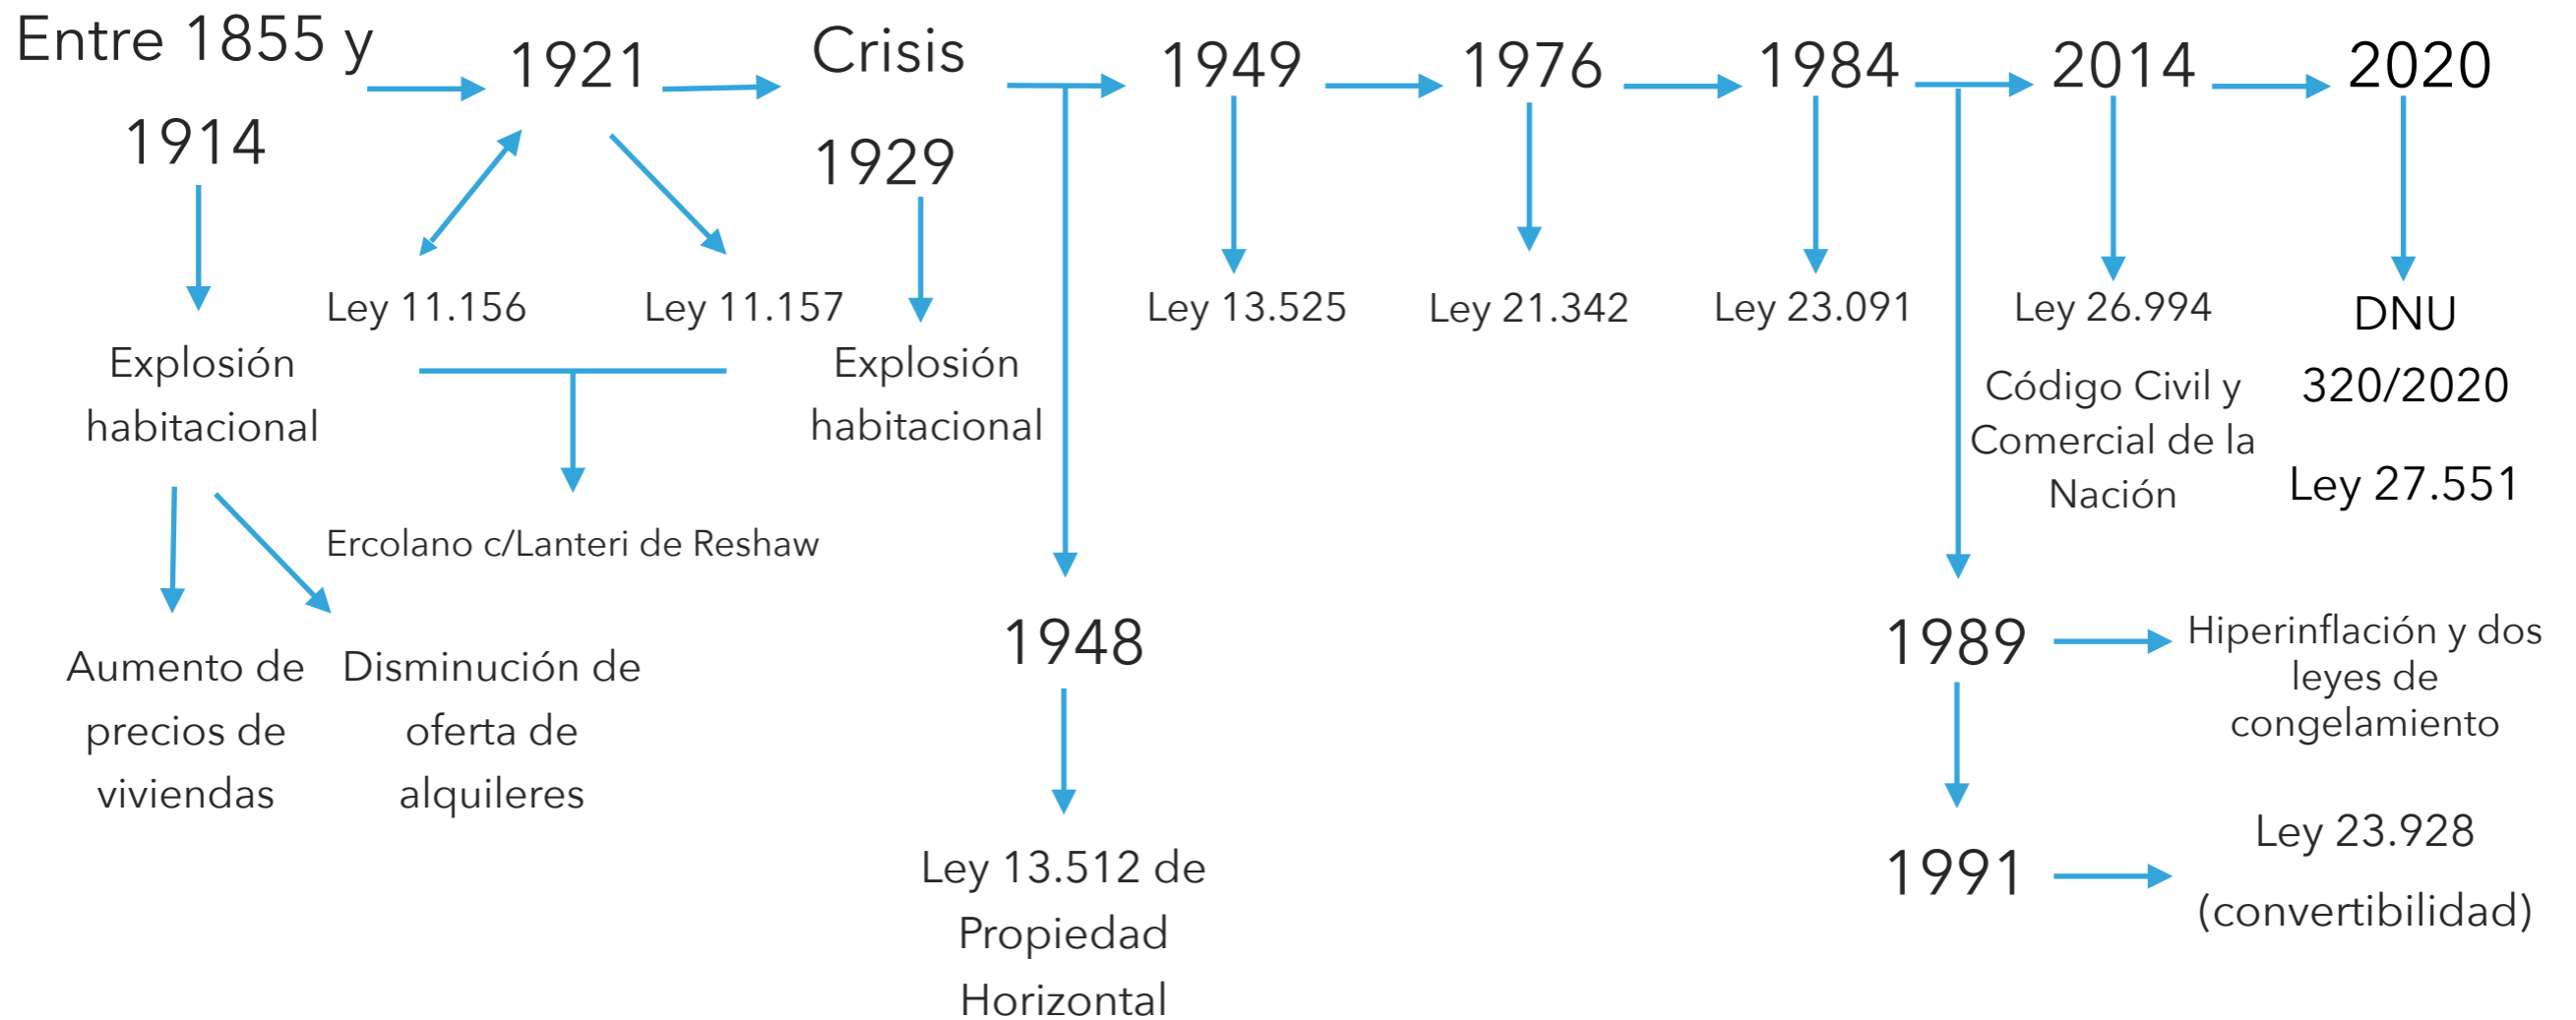 Entre 1855 y
1914
1921
Crisis
1929
1949
1976
1984
2014
2020
Ley 11.156
Ley 11.157
Ley 13.525
Ley 21.342
Ley 23.091
Ley 26.994
DNU
320/2020
Ley 27.551
Explosión
habitacional
Explosión
habitacional
Código Civil y
Comercial de la
Nación
Ercolano c/Lanteri de Reshaw
Aumento de
precios de
viviendas
Disminución de
oferta de
alquileres
1948
Ley 13.512 de
Propiedad
Horizontal
1989
Hiperinflación y dos
leyes de
congelamiento
1991
Ley 23.928
(convertibilidad)